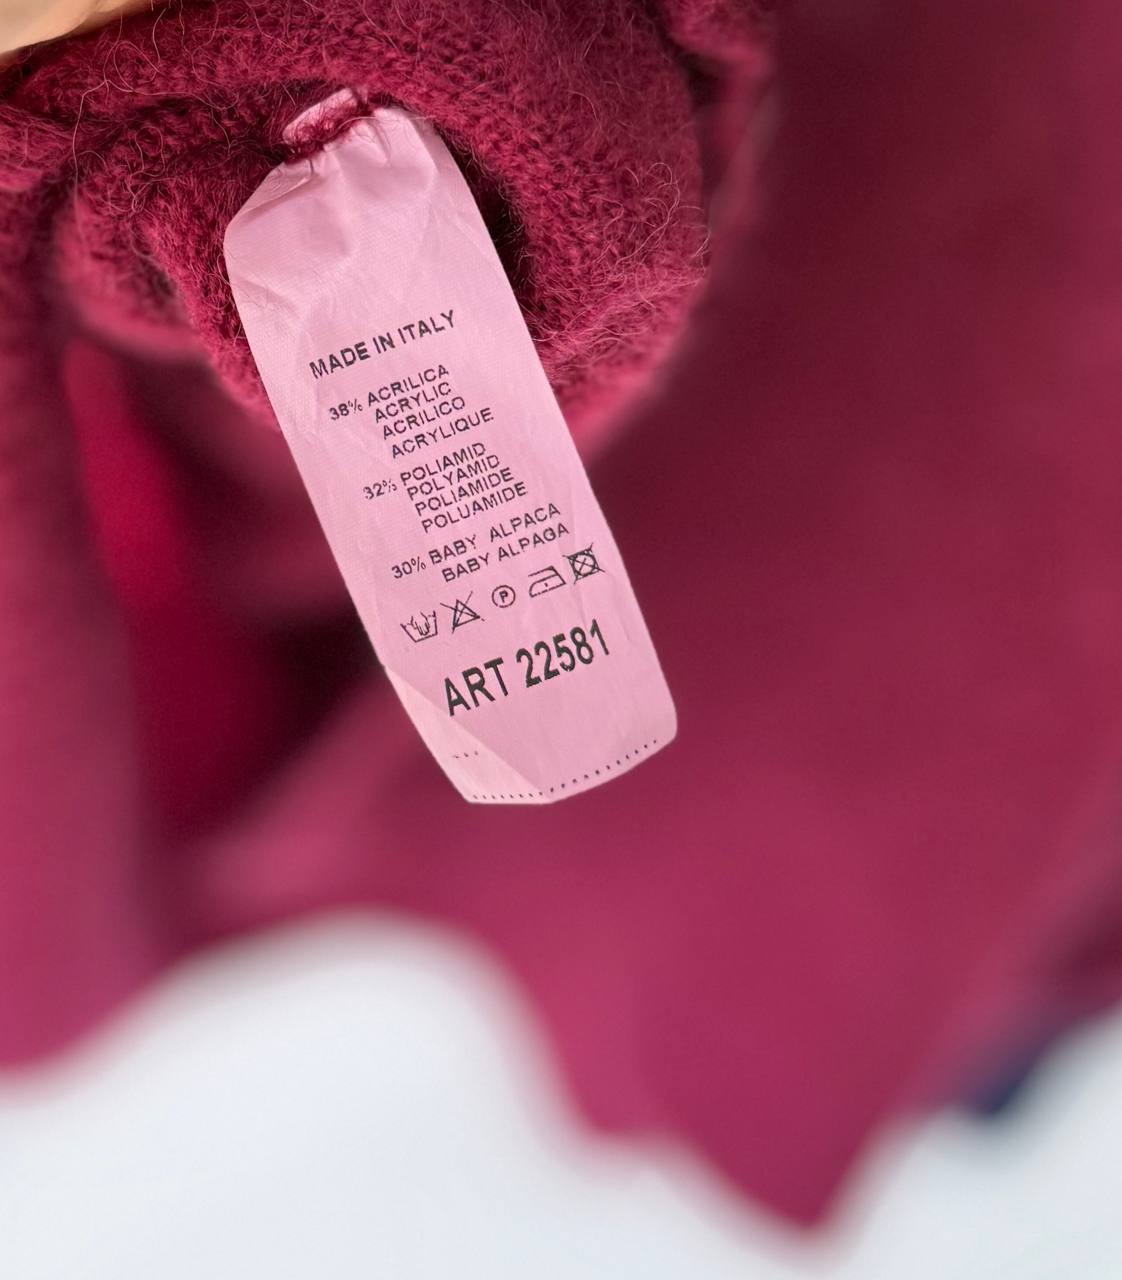 MADE IN ITALY
38% ACRILICA
ACRYLIC
ACRILICO
ACRYLIQUE
32% POLIAMID
POLYAMID
POLIAMIDE
POLUAMIDE
30% BABY ALPACA
BABY ALPAGA
P
ART 22581